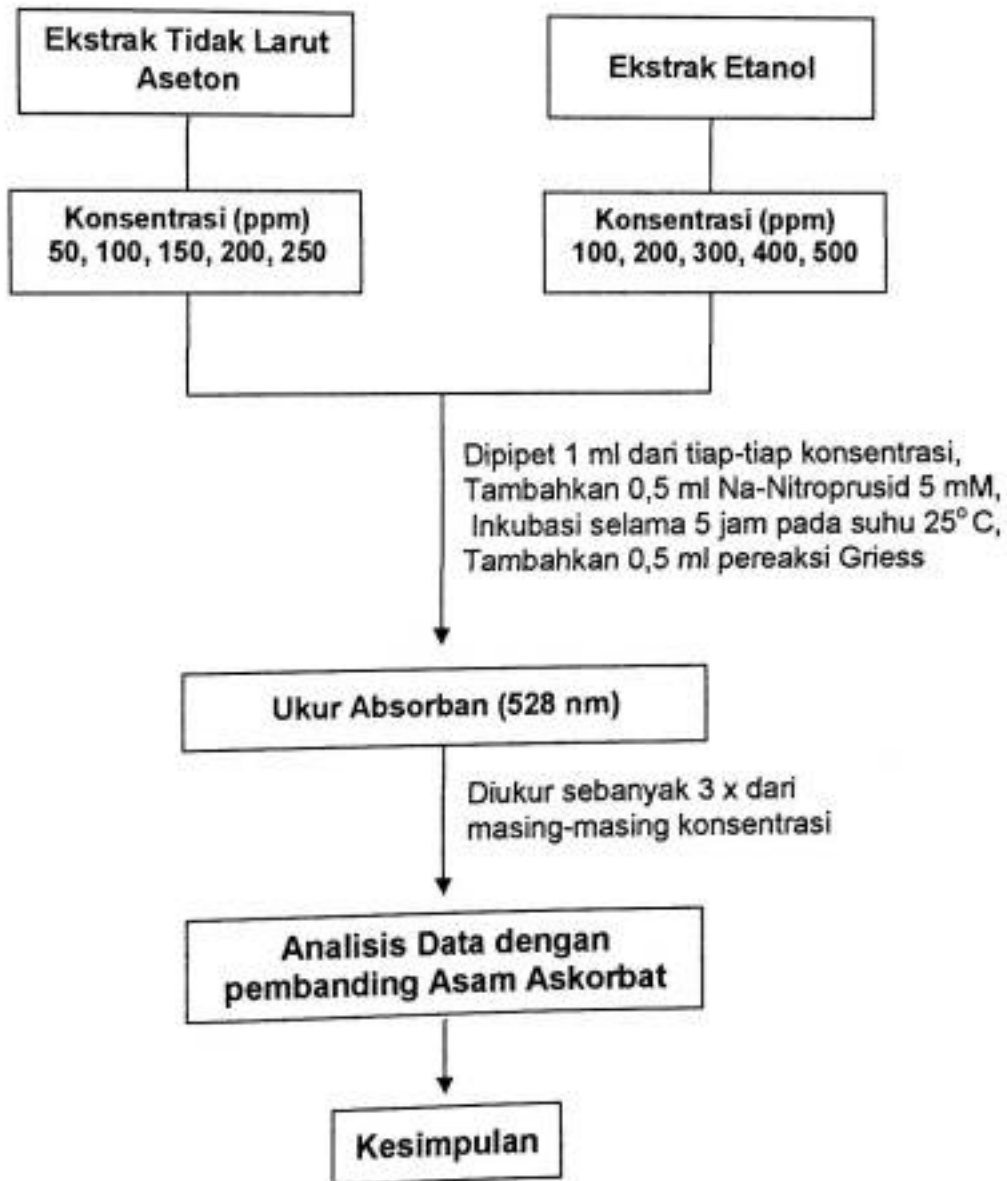 Ekstrak Tidak Larut
Aseton
Ekstrak Etanol
Konsentrasi (ppm)
50, 100, 150, 200, 250
Konsentrasi (ppm)
100, 200, 300, 400, 500
Dipipet 1 ml dari tiap-tiap konsentrasi,
Tambahkan 0,5 ml Na-Nitroprusid 5 mM,
Inkubasi selama 5 jam pada suhu 25° C,
Tambahkan 0,5 ml pereaksi Griess
Ukur Absorban (528 nm)
Diukur sebanyak 3 x dari
masing-masing konsentrasi
Analisis Data dengan
pembanding Asam Askorbat
Kesimpulan